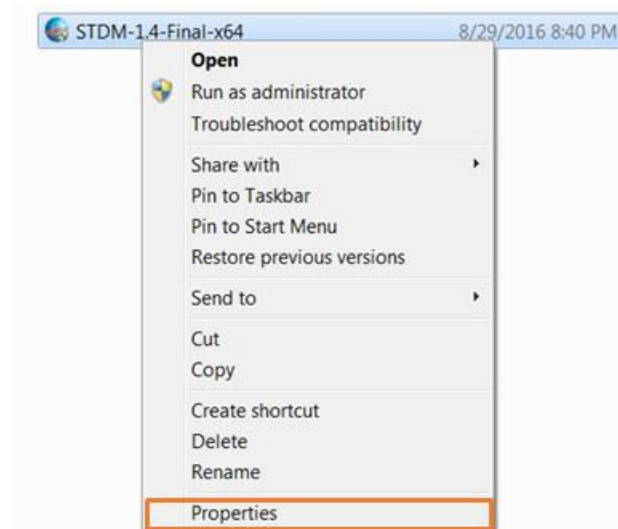 STDM-1.4-Final-x64 8/29/2016 8:40 PM
Open
Run as administrator
Troubleshoot compatibility
Share with
Pin to Taskbar
Pin to Start Menu
Restore previous versions
Send to
Cut
Copy
Create shortcut
Delete
Rename
Properties